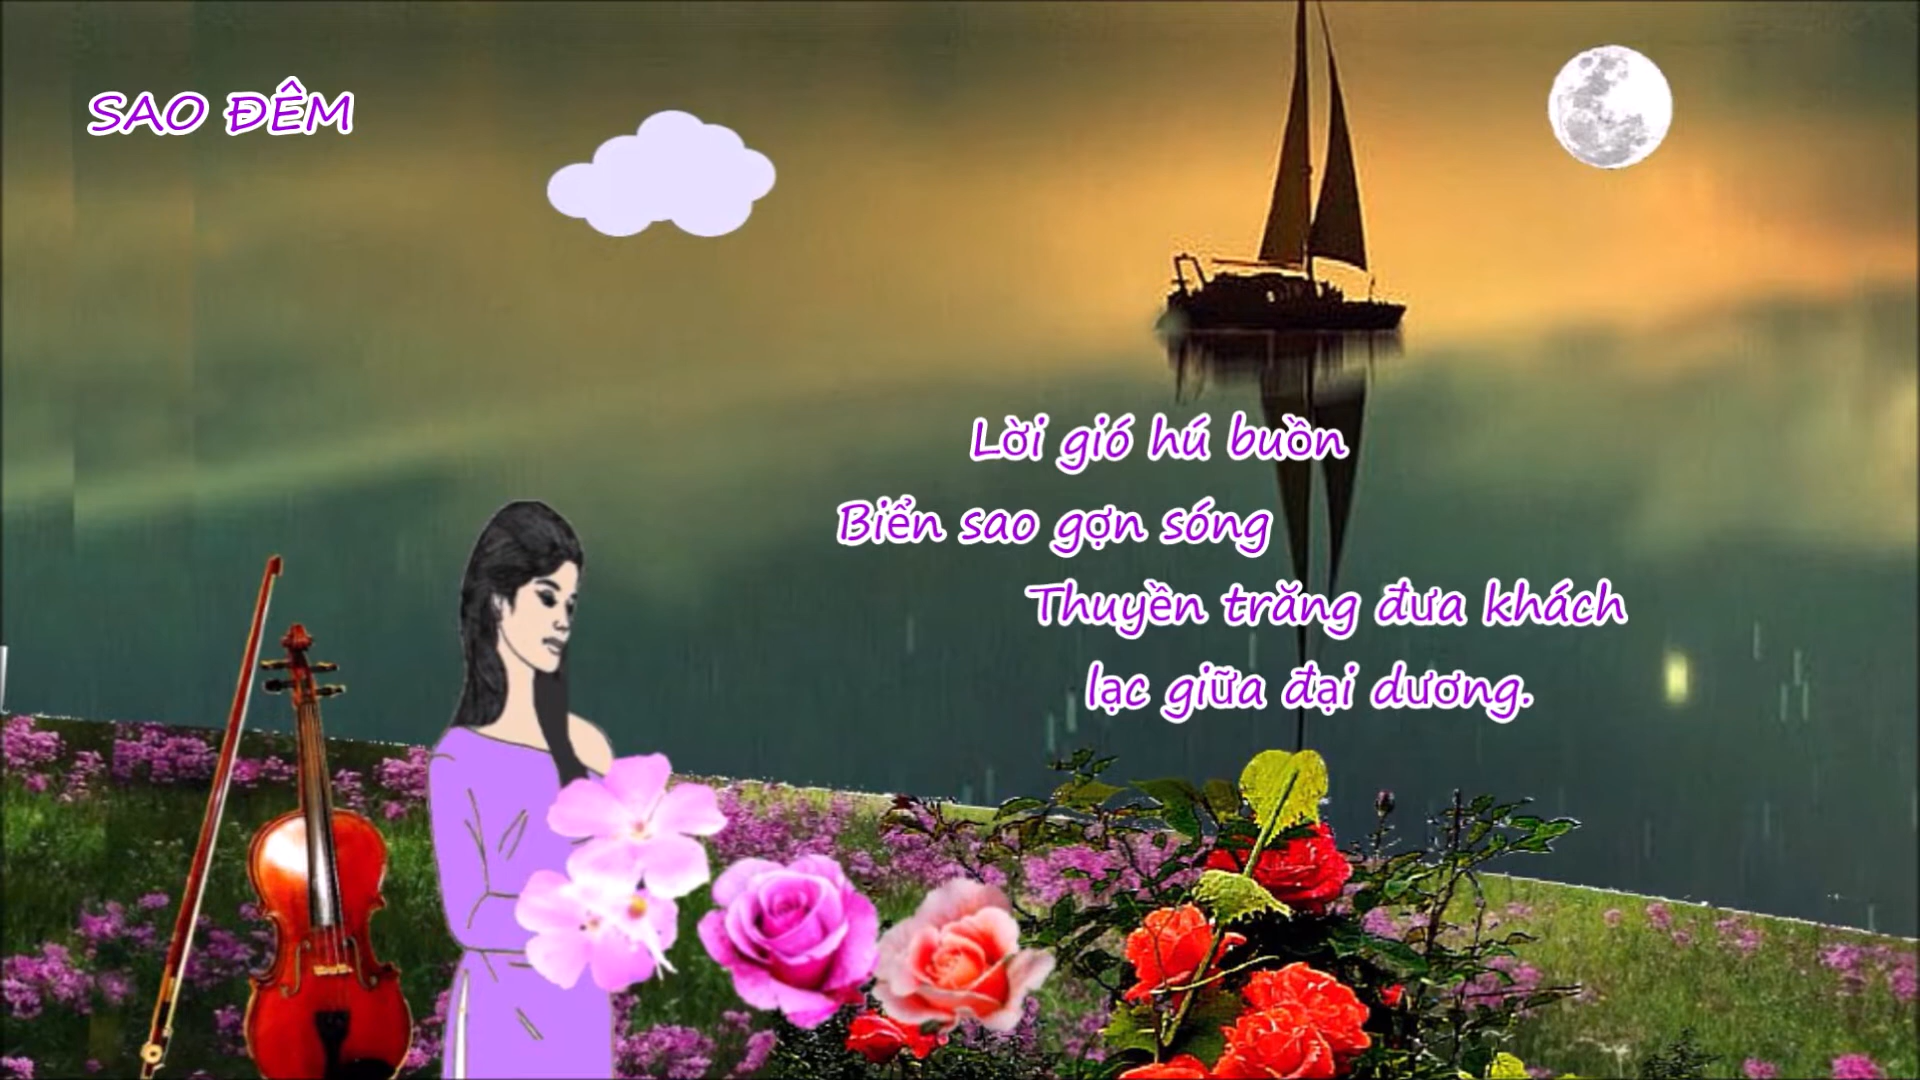 SAO ĐÊM
Lời gió hú buồn
Biển sao gợn sóng
Thuyền trăng đưa khách
lạc giữa đại dương.